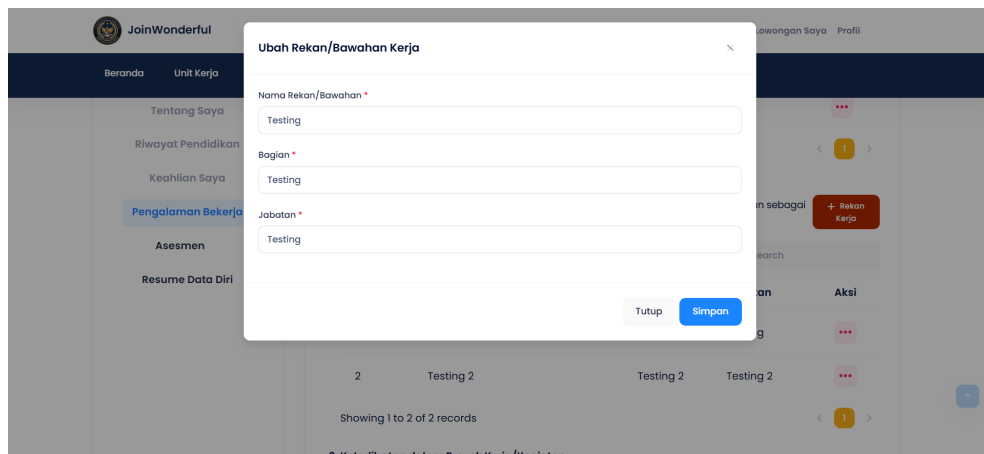 JoinWonderful
Lowongan Saya Profil
Ubah Rekan/Bawahan Kerja
Beranda Unit Kerja
Nama Rekan/Bawahan *
Testing
Tentang Saya
Riwayat Pendidikan
1
Bagian *
Testing
Keahlian Saya
Pengalaman Bekerja
sebagai
+ Rekan
Kerja
Jabatan *
Testing
Asesmen
Resume Data Diri
Aksi
Tutup Simpan
2 Testing 2 Testing 2 Testing 2
Showing 1 to 2 of 2 records
1